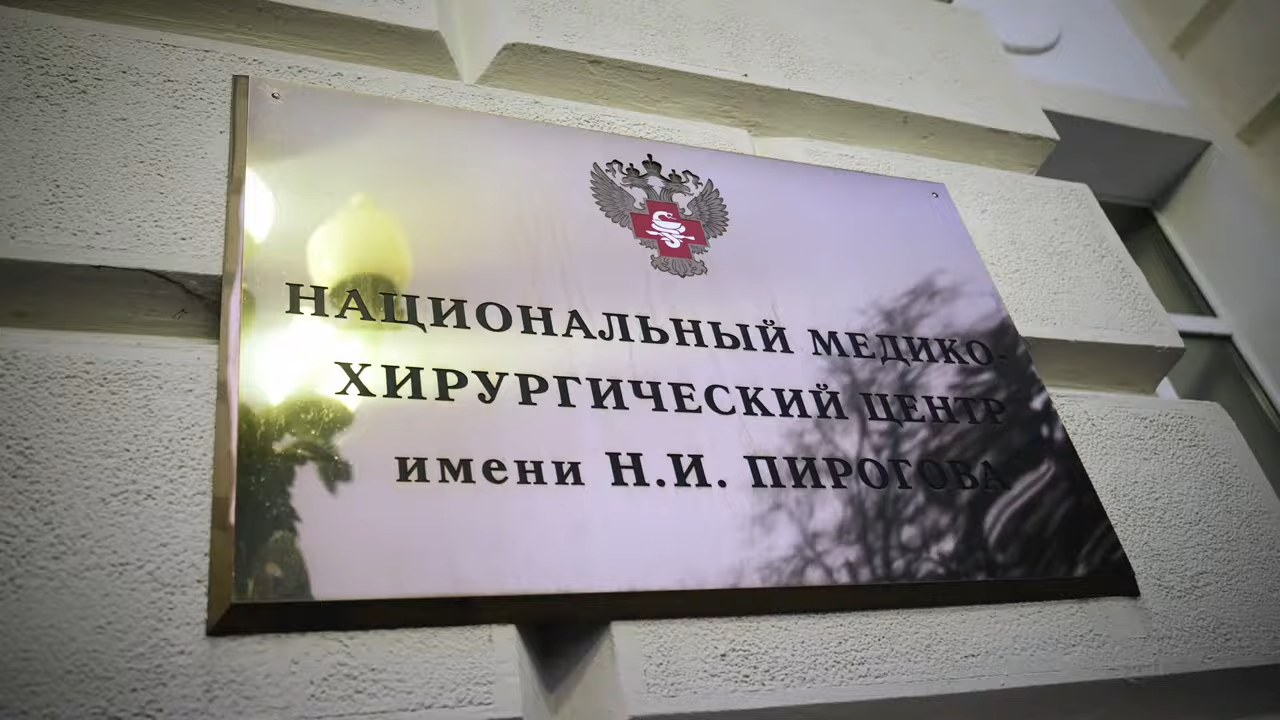 НАЦИОНАЛЬНЫЙ МЕДИКО-
ХИРУРГИЧЕСКИЙ ЦЕНТР
имени Н.И. ПИРОГОВА